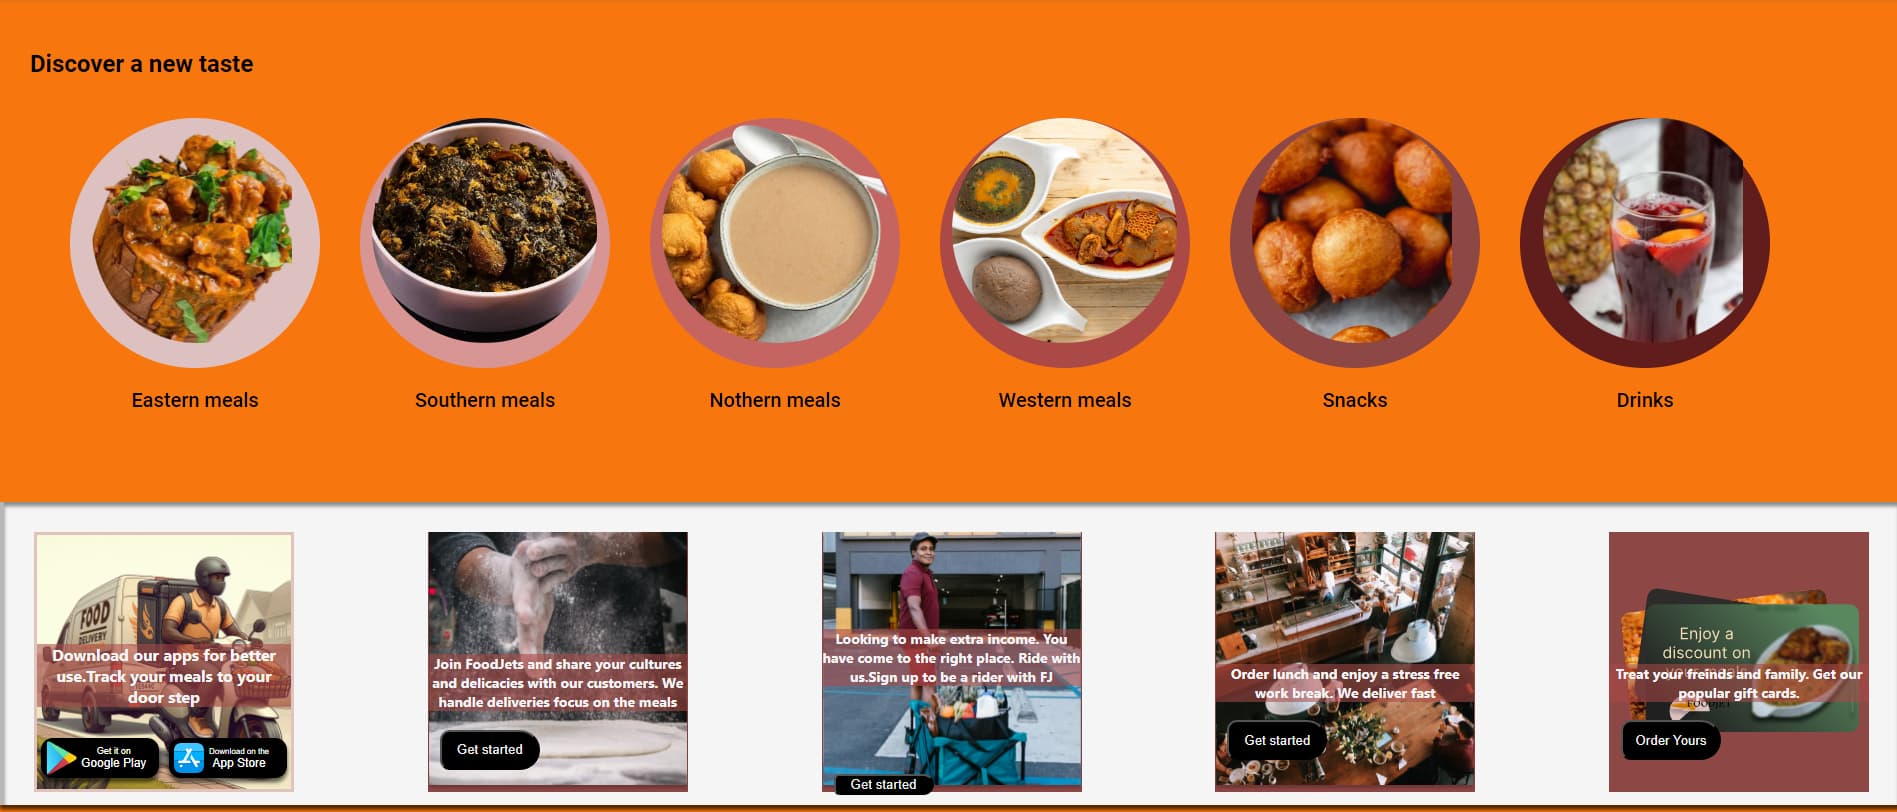 Discover a new taste
Eastern meals
Southern meals
Nothern meals
Western meals
Snacks
Drinks
FOOD
DELIVERY
Download our apps for better
use.Track your meals to your
door step
Get it on
Google Play
Download on the
App Store
Join FoodJets and share your cultures
and delicacies with our customers. We
handle deliveries focus on the meals
Get started
Looking to make extra income. You
have come to the right place. Ride with
us.Sign up to be a rider with FJ
Get started
Order lunch and enjoy a stress free
work break. We deliver fast
Get started
Enjoy a
discount on
your meals
Treat your friends and family. Get our
popular gift cards.
FoodJet
Order Yours